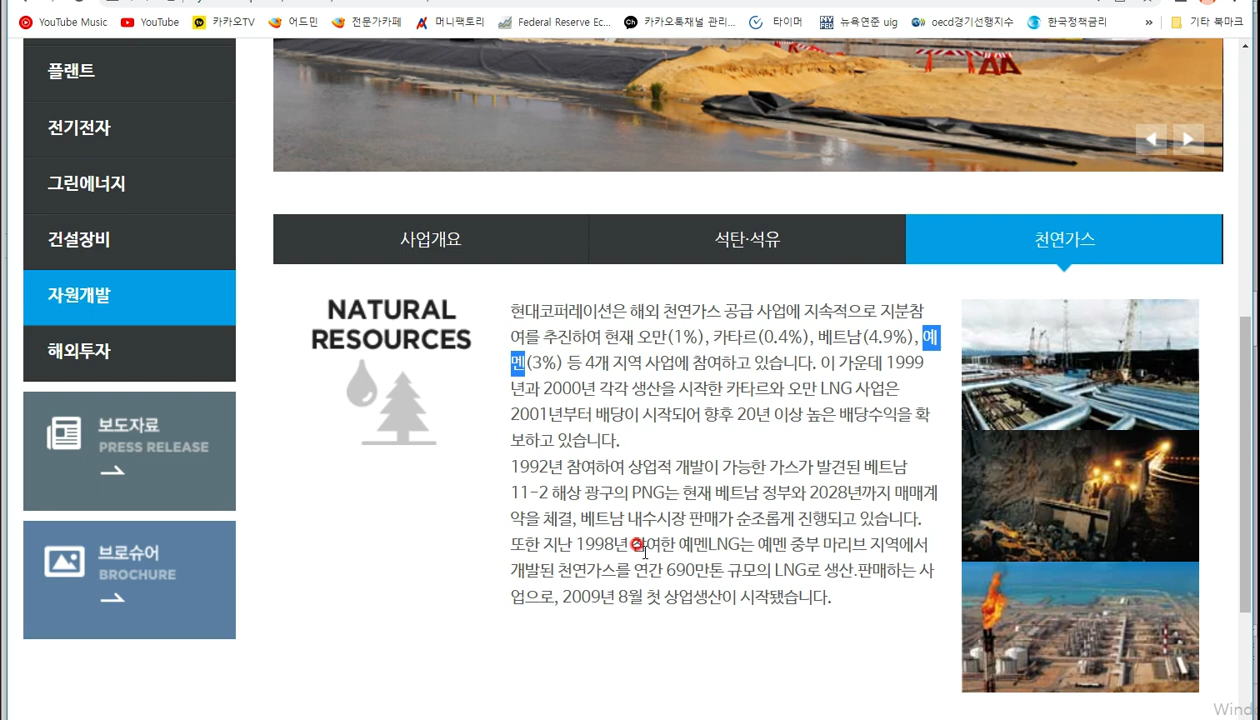 YouTube Music
YouTube
카카오TV
어드민
전문가카페
머니팩토리
Federal Reserve Ec...
카카오톡채널 관리...
타이머
뉴욕연준 uig
oecd경기선행지수
한국정책금리
»
기타 북마크
플랜트
전기전자
그린에너지
건설장비
자원개발
해외투자
보도자료
PRESS RELEASE
브로슈어
BROCHURE
사업개요
석탄·석유
천연가스
NATURAL
RESOURCES
현대코퍼레이션은 해외 천연가스 공급 사업에 지속적으로 지분참
여를 추진하여 현재 오만(1%), 카타르(0.4%), 베트남(4.9%), 예
멘(3%) 등 4개 지역 사업에 참여하고 있습니다. 이 가운데 1999
년과 2000년 각각 생산을 시작한 카타르와 오만 LNG 사업은
2001년부터 배당이 시작되어 향후 20년 이상 높은 배당수익을 확
보하고 있습니다.
1992년 참여하여 상업적 개발이 가능한 가스가 발견된 베트남
11-2 해상 광구의 PNG는 현재 베트남 정부와 2028년까지 매매계
약을 체결, 베트남 내수시장 판매가 순조롭게 진행되고 있습니다.
또한 지난 1998년 참여한 예멘LNG는 예멘 중부 마리브 지역에서
개발된 천연가스를 연간 690만톤 규모의 LNG로 생산.판매하는 사
업으로, 2009년 8월 첫 상업생산이 시작됐습니다.
Wind